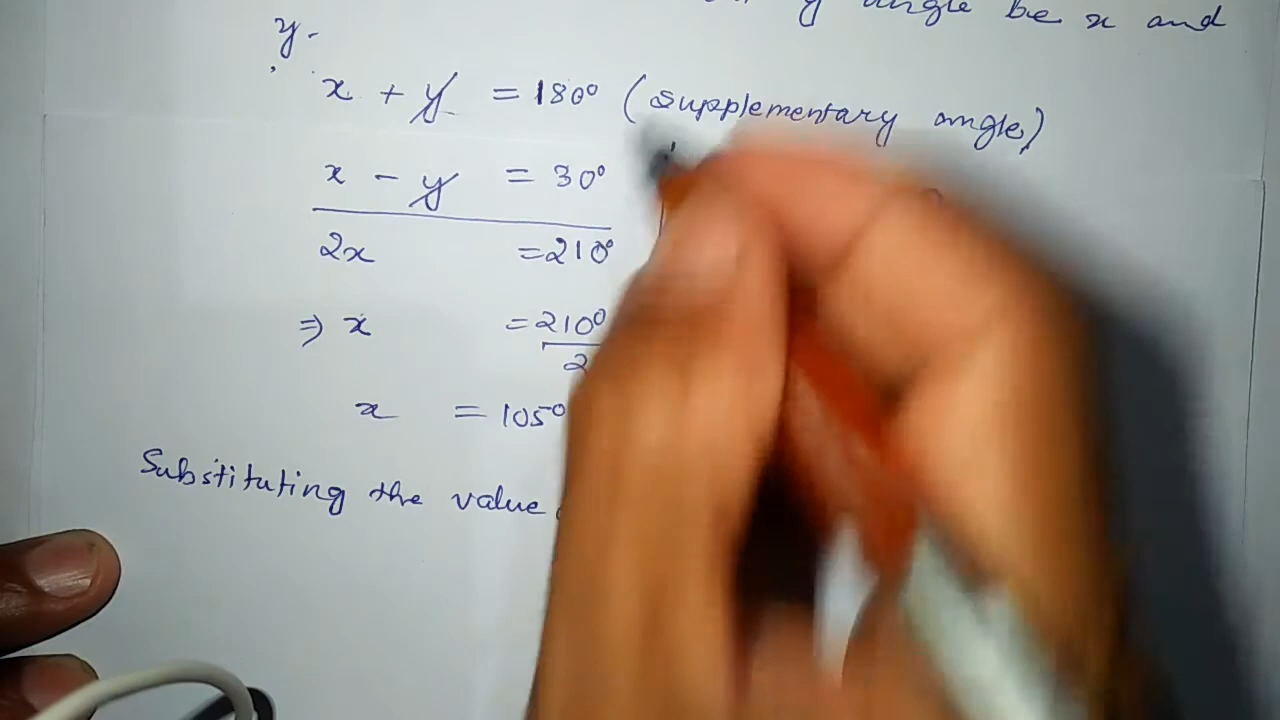 y angle be x and
y.
x + y = 180° (supplementary angle)
x - y = 30°
2x = 210°
⇒ x = 210°
2
x = 105°
Substituting the value